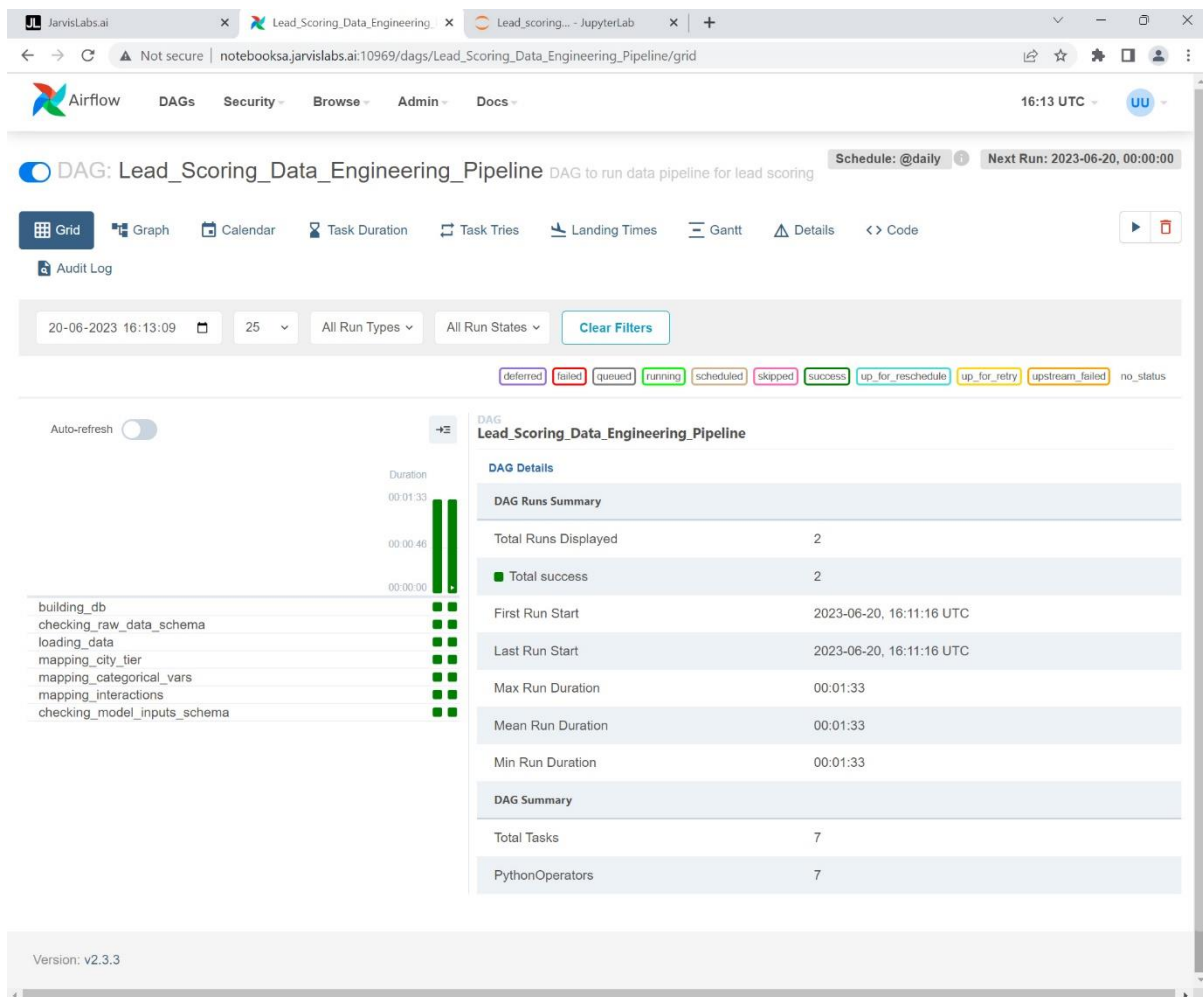 JL JarvisLabs.ai Lead_Scoring_Data_Engineering_ Lead_scoring... - JupyterLab
Not secure notebooksa.jarvislabs.ai:10969/dags/Lead_Scoring_Data_Engineering_Pipeline/grid
Airflow DAGs Security Browse Admin Docs 16:13 UTC UU
Schedule: @daily i Next Run: 2023-06-20, 00:00:00
DAG: Lead_Scoring_Data_Engineering_Pipeline DAG to run data pipeline for lead scoring
Grid Graph Calendar Task Duration Task Tries Landing Times Gantt Details <> Code
Audit Log
20-06-2023 16:13:09 25 All Run Types All Run States Clear Filters
deferred failed queued running scheduled skipped success up_for_reschedule up_for_retry upstream_failed no_status
Auto-refresh
Duration
00:01:33
00:00:46
00:00:00
building_db
checking_raw_data_schema
loading_data
mapping_city_tier
mapping_categorical_vars
mapping_interactions
checking_model_inputs_schema
DAG
Lead_Scoring_Data_Engineering_Pipeline
DAG Details
DAG Runs Summary
Total Runs Displayed 2
Total success 2
First Run Start 2023-06-20, 16:11:16 UTC
Last Run Start 2023-06-20, 16:11:16 UTC
Max Run Duration 00:01:33
Mean Run Duration 00:01:33
Min Run Duration 00:01:33
DAG Summary
Total Tasks 7
PythonOperators 7
Version: v2.3.3